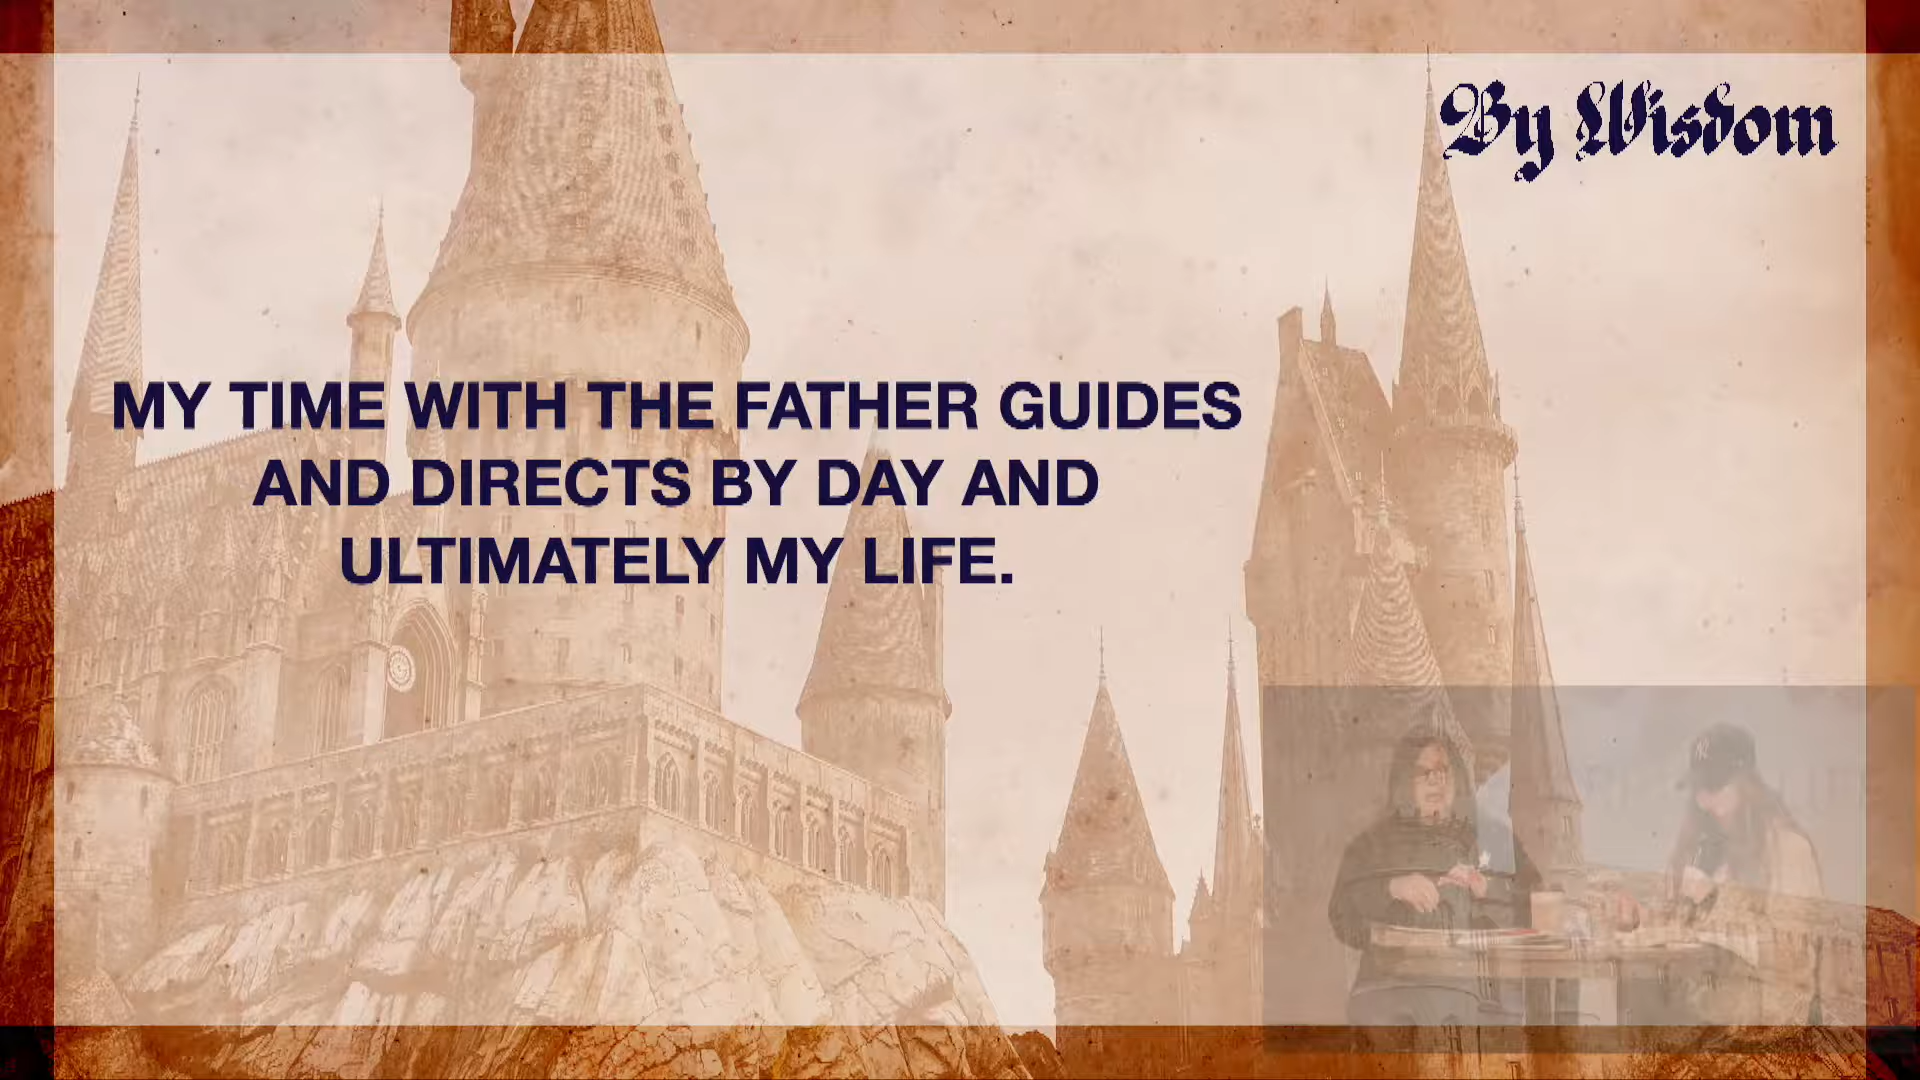 By Wisdom
MY TIME WITH THE FATHER GUIDES
AND DIRECTS BY DAY AND
ULTIMATELY MY LIFE.